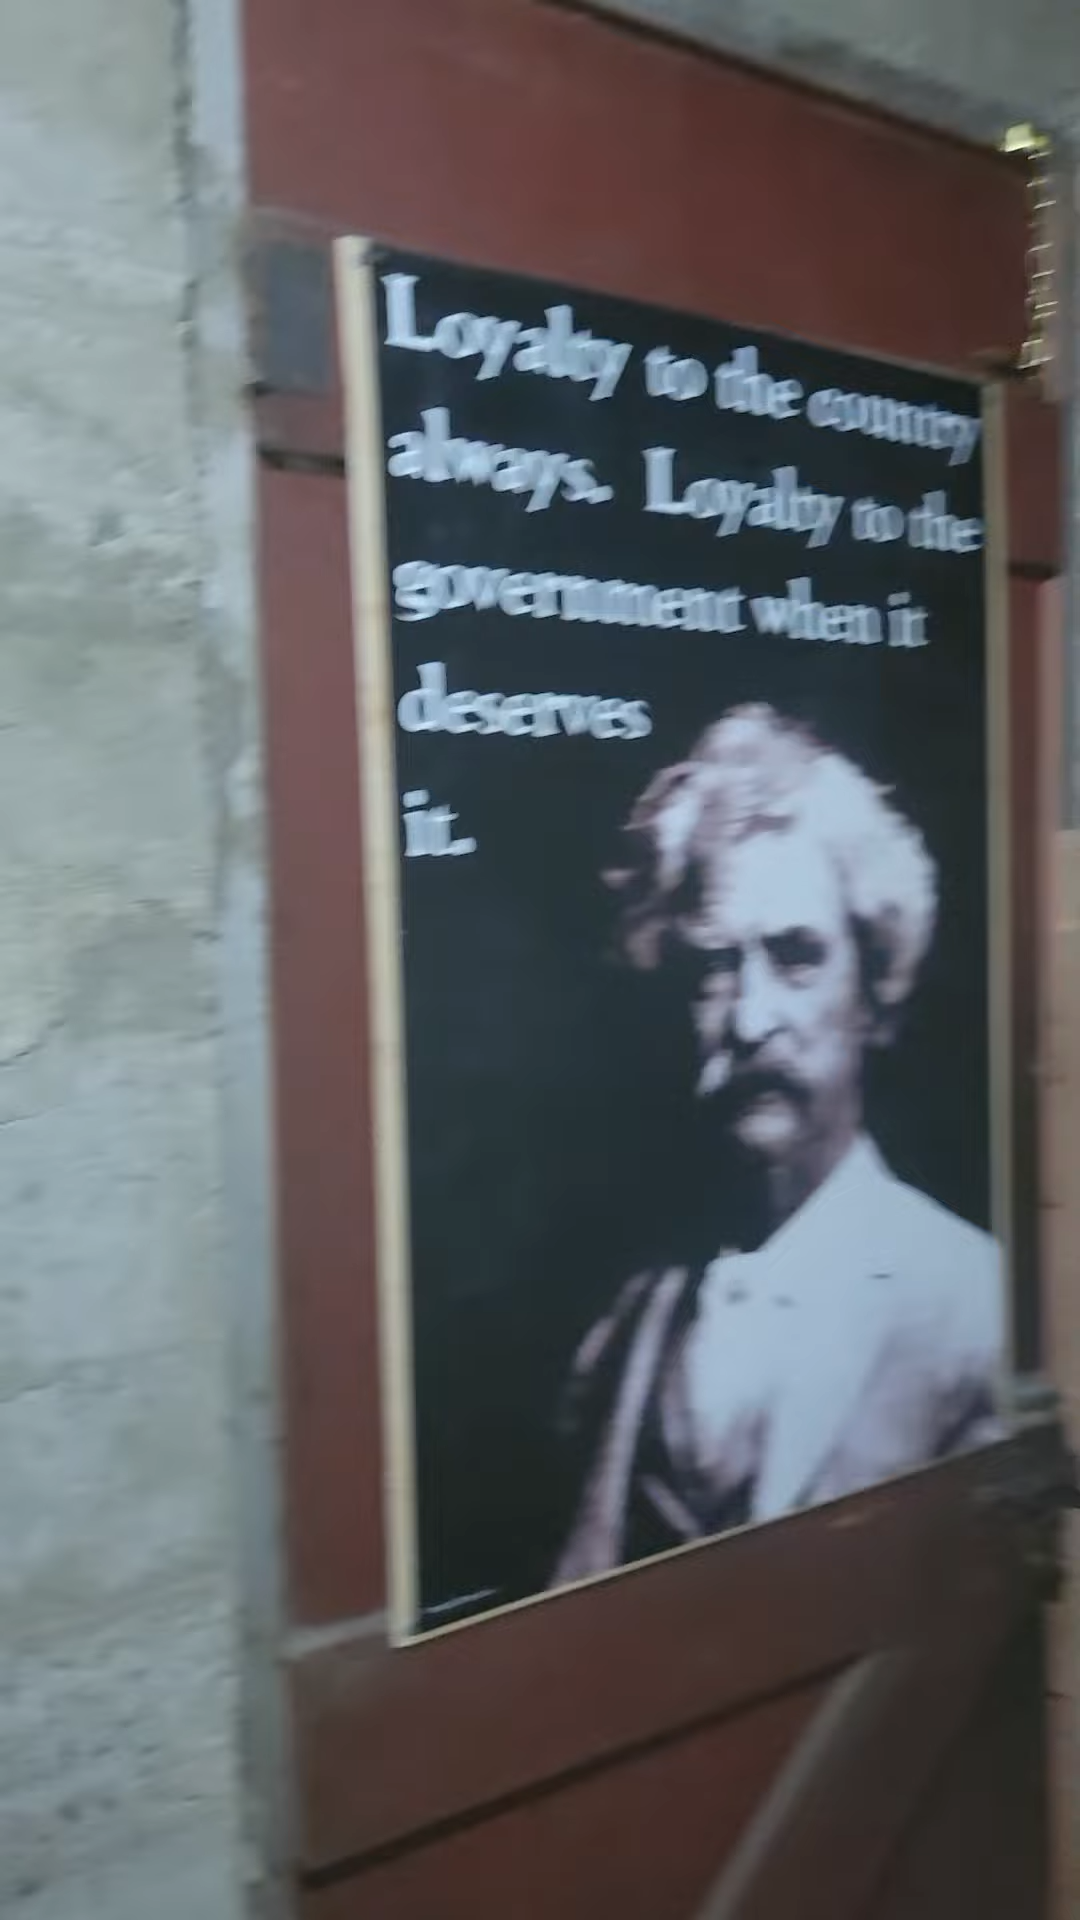 Loyalty to the country
always. Loyalty to the
government when it
deserves
it.